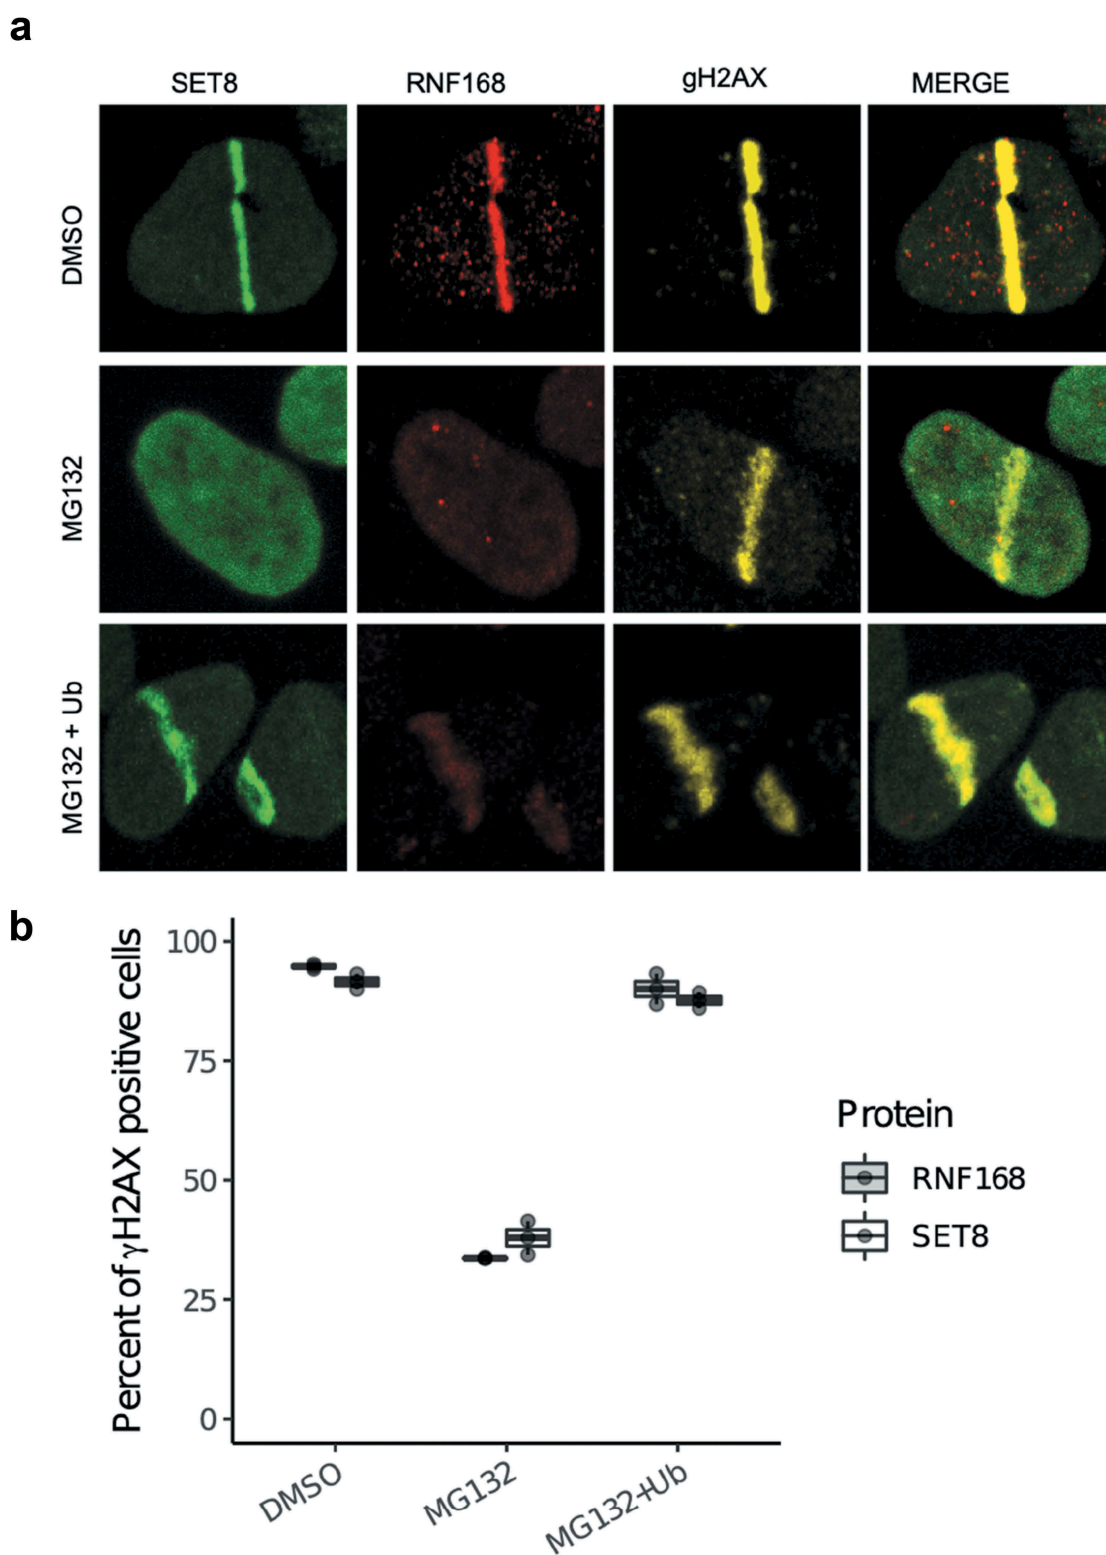 a
SET8 RNF168 gH2AX MERGE
DMSO
MG132
MG132 + Ub
b
Percent of γH2AX positive cells
100
75
50
25
0
DMSO MG132 MG132+Ub
Protein
RNF168
SET8